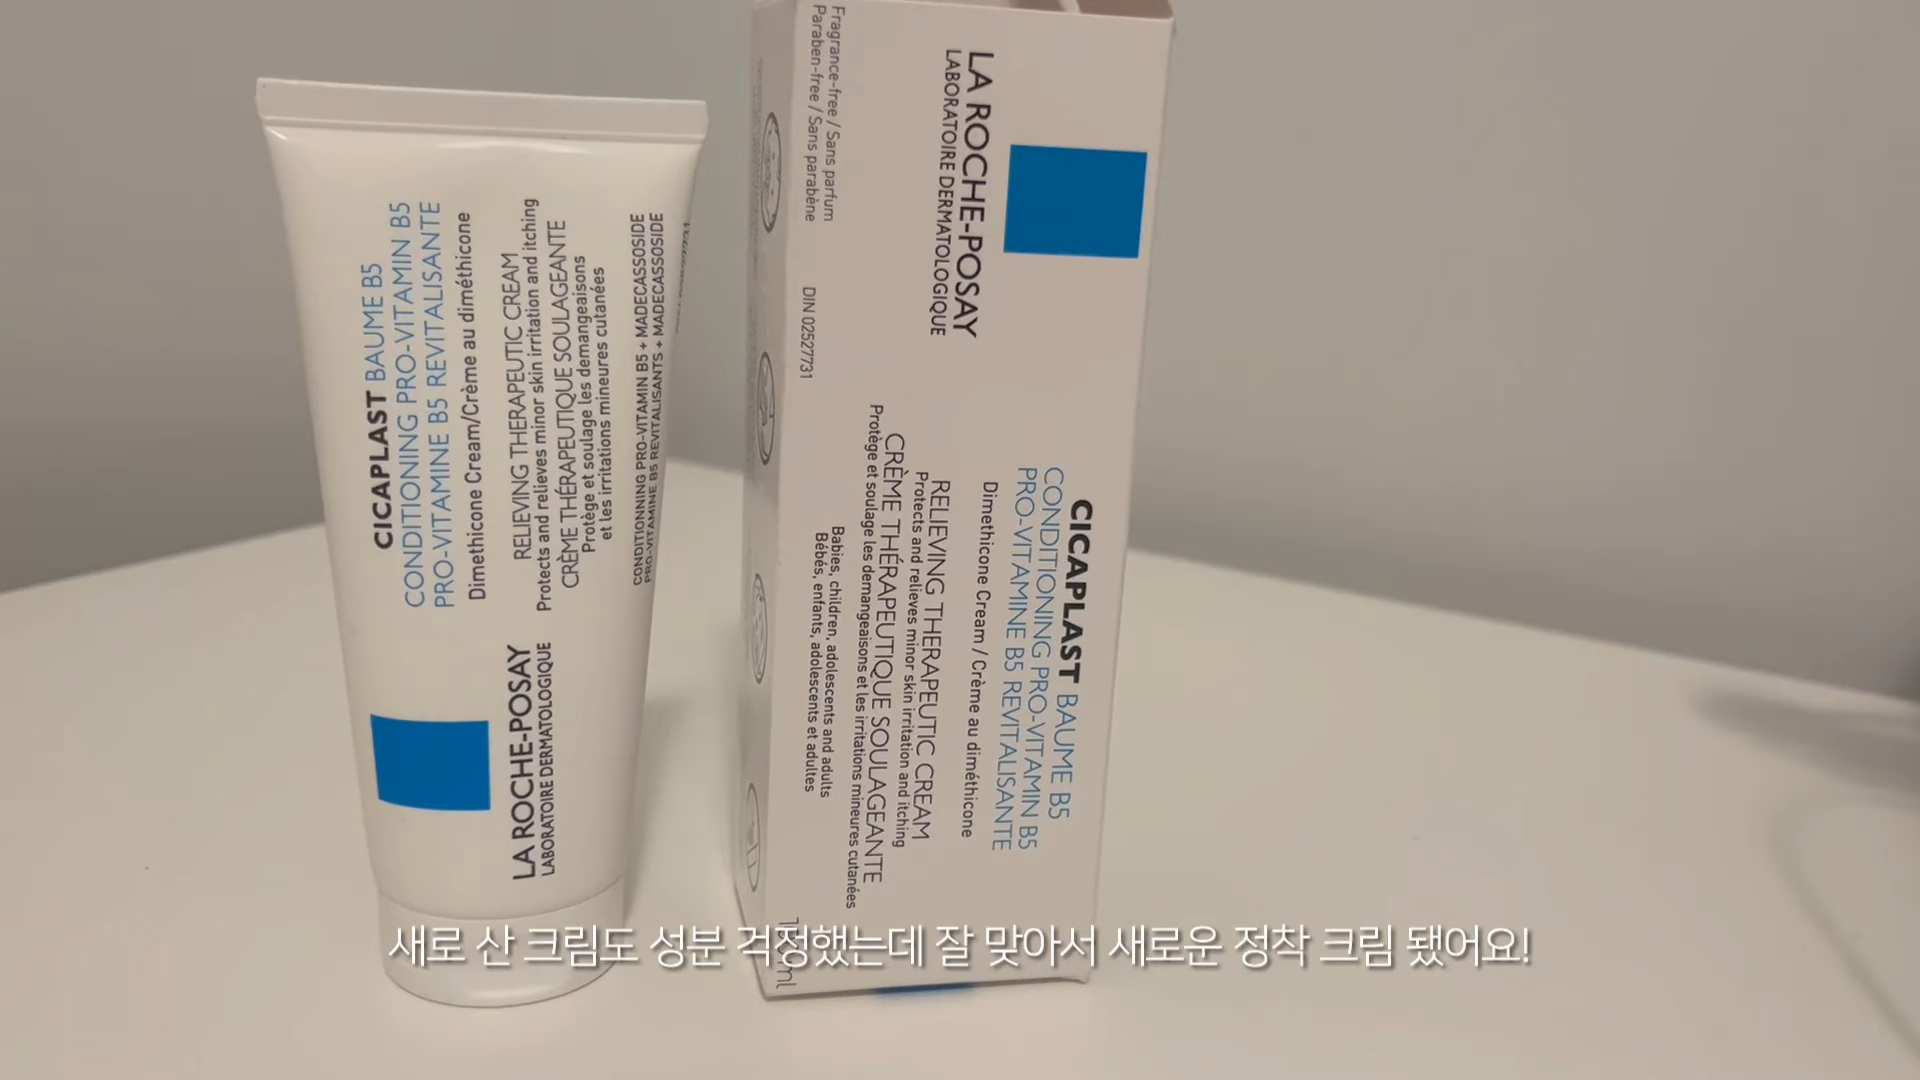 CICAPLAST BAUME B5
CONDITIONING PRO-VITAMIN B5
PRO-VITAMINE B5 REVITALISANTE
Dimethicone Cream/Crème au diméthicone
RELIEVING THERAPEUTIC CREAM
Protects and relieves minor skin irritation and itching
CRÈME THÉRAPEUTIQUE SOULAGEANTE
Protège et soulage les demangeaisons
et les irritations mineures cutanées
CONDITIONNING PRO-VITAMIN B5 + MADECASSOSIDE
PRO-VITAMINE B5 REVITALISANTS + MADECASSOSIDE
LA ROCHE-POSAY
LABORATOIRE DERMATOLOGIQUE
LA ROCHE-POSAY
LABORATOIRE DERMATOLOGIQUE
Fragrance-free / Sans parfum
Paraben-free / Sans parabène
DIN 02527731
CICAPLAST BAUME B5
CONDITIONING PRO-VITAMIN B5
PRO-VITAMINE B5 REVITALISANTE
Dimethicone Cream / Crème au diméthicone
RELIEVING THERAPEUTIC CREAM
Protects and relieves minor skin irritation and itching
CRÈME THÉRAPEUTIQUE SOULAGEANTE
Protège et soulage les demangeaisons et les irritations mineures cutanées
Babies, children, adolescents and adults
Bébés, enfants, adolescents et adultes
ml
새로 산 크림도 성분 걱정했는데 잘 맞아서 새로운 정착 크림 됐어요!